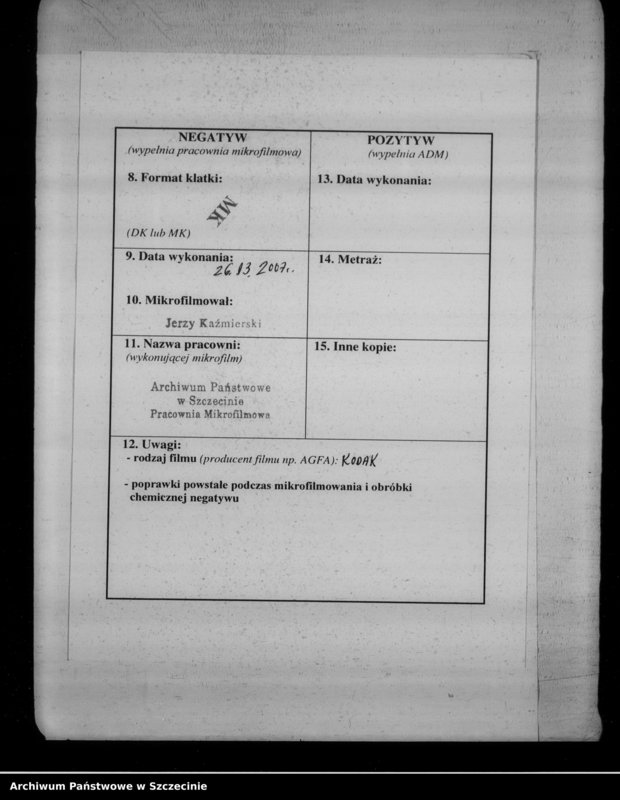 NEGATYW
(wypełnia pracownia mikrofilmowa)
8. Format klatki:
MK
(DK lub MK)
POZYTYW
(wypełnia ADM)
13. Data wykonania:
9. Data wykonania:
26.03.2007r.
10. Mikrofilmował:
Jerzy Kaźmierski
14. Metraż:
11. Nazwa pracowni:
(wykonującej mikrofilm)
Archiwum Państwowe
w Szczecinie
Pracownia Mikrofilmowa
15. Inne kopie:
12. Uwagi:
- rodzaj filmu (producent filmu np. AGFA): KODAK
- poprawki powstałe podczas mikrofilmowania i obróbki
chemicznej negatywu
Archiwum Państwowe w Szczecinie